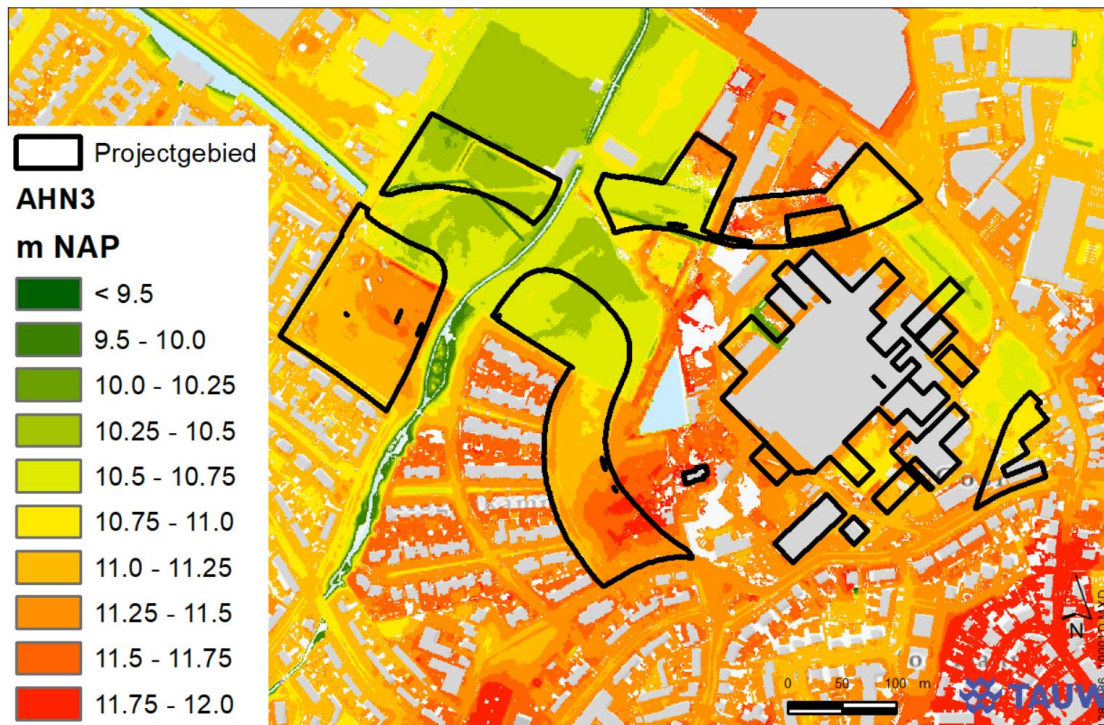 Projectgebied
AHN3
m NAP
< 9.5
9.5 - 10.0
10.0 - 10.25
10.25 - 10.5
10.5 - 10.75
10.75 - 11.0
11.0 - 11.25
11.25 - 11.5
11.5 - 11.75
11.75 - 12.0
N
0 50 100 m
TAUW